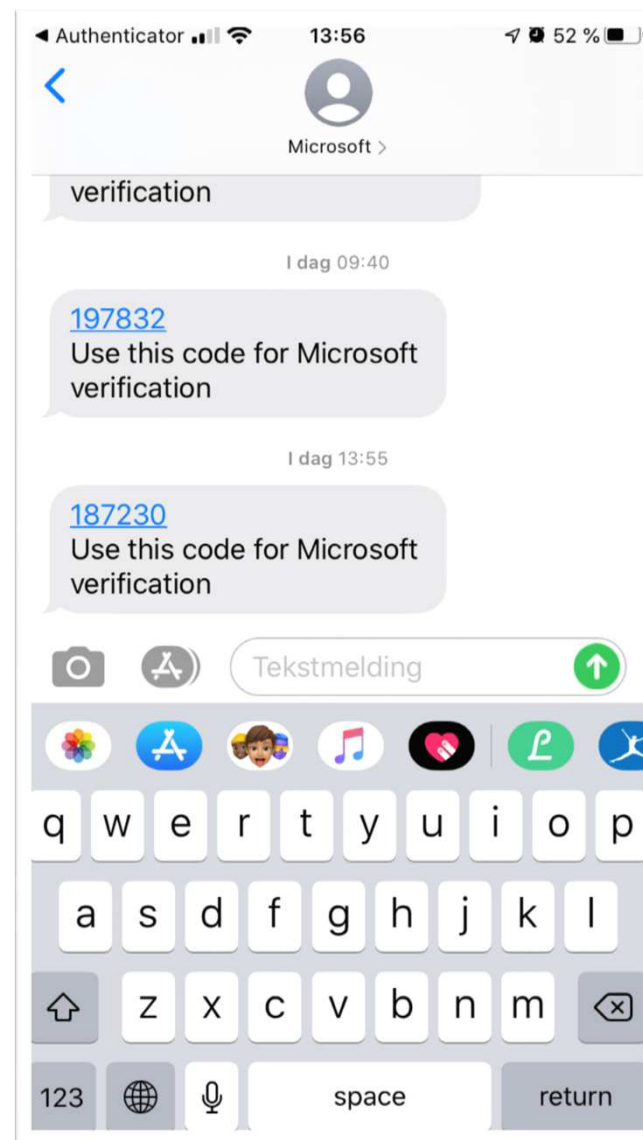 ◀ Authenticator 13:56 52 %
Microsoft >
verification
I dag 09:40
197832
Use this code for Microsoft
verification
I dag 13:55
187230
Use this code for Microsoft
verification
Tekstmelding
q w e r t y u i o p
a s d f g h j k l
z x c v b n m
123 space return